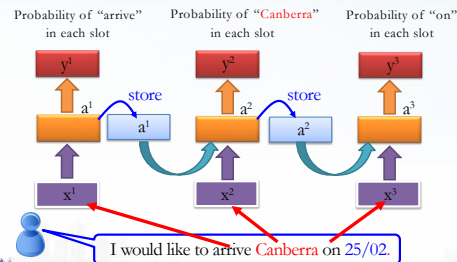 Probability of “arrive”
in each slot
Probability of “Canberra”
in each slot
Probability of “on”
in each slot
y¹
y²
y³
store
store
a¹
a¹
a²
a²
a³
x¹
x²
x³
I would like to arrive Canberra on 25/02.